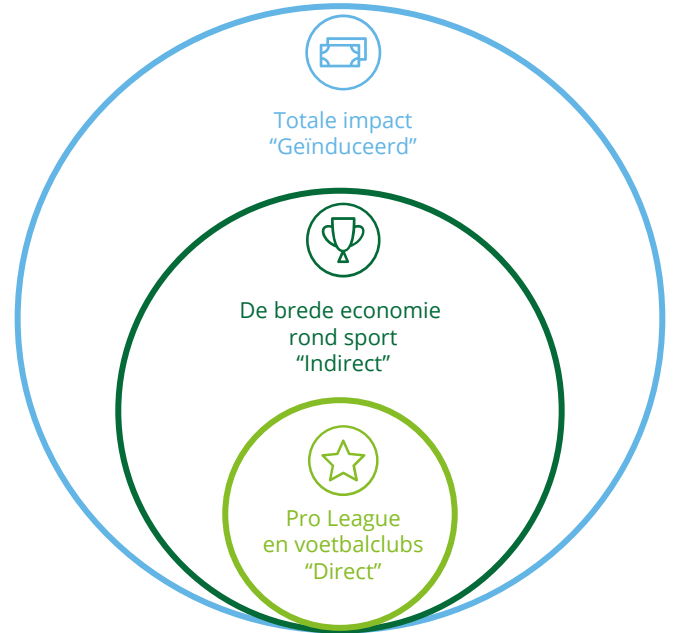 Totale impact
“Geïnduceerd”
De brede economie
rond sport
“Indirect”
Pro League
en voetbalclubs
“Direct”